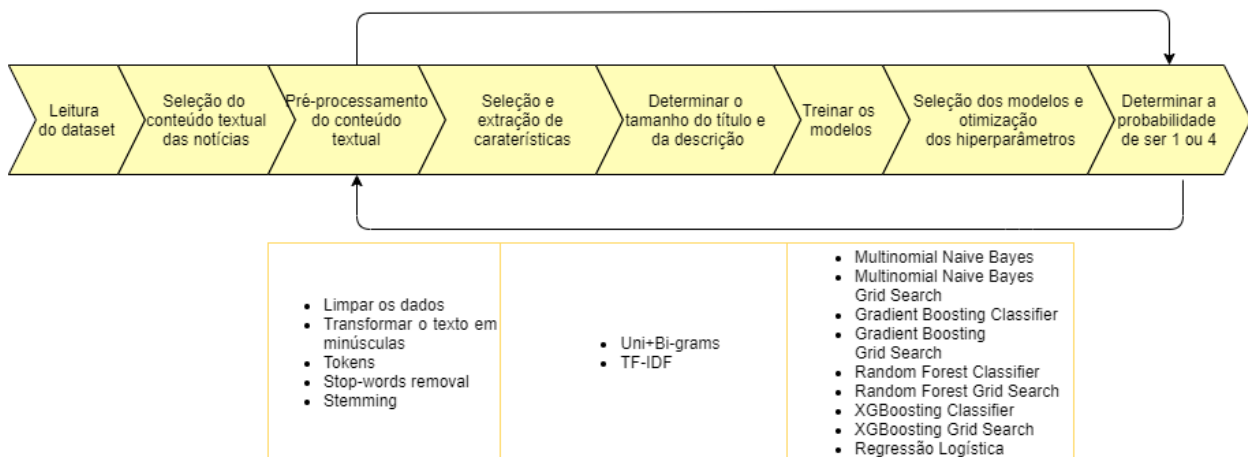 Leitura
do dataset
Seleção do
conteúdo textual
das notícias
Pré-processamento
do conteúdo
textual
Seleção e
extração de
caraterísticas
Determinar o
tamanho do título e
da descrição
Treinar os
modelos
Seleção dos modelos e
otimização
dos hiperparâmetros
Determinar a
probabilidade
de ser 1 ou 4
Limpar os dados
Transformar o texto em
minúsculas
Tokens
Stop-words removal
Stemming
Uni+Bi-grams
TF-IDF
Multinomial Naive Bayes
Multinomial Naive Bayes
Grid Search
Gradient Boosting Classifier
Gradient Boosting
Grid Search
Random Forest Classifier
Random Forest Grid Search
XGBoosting Classifier
XGBoosting Grid Search
Regressão Logística